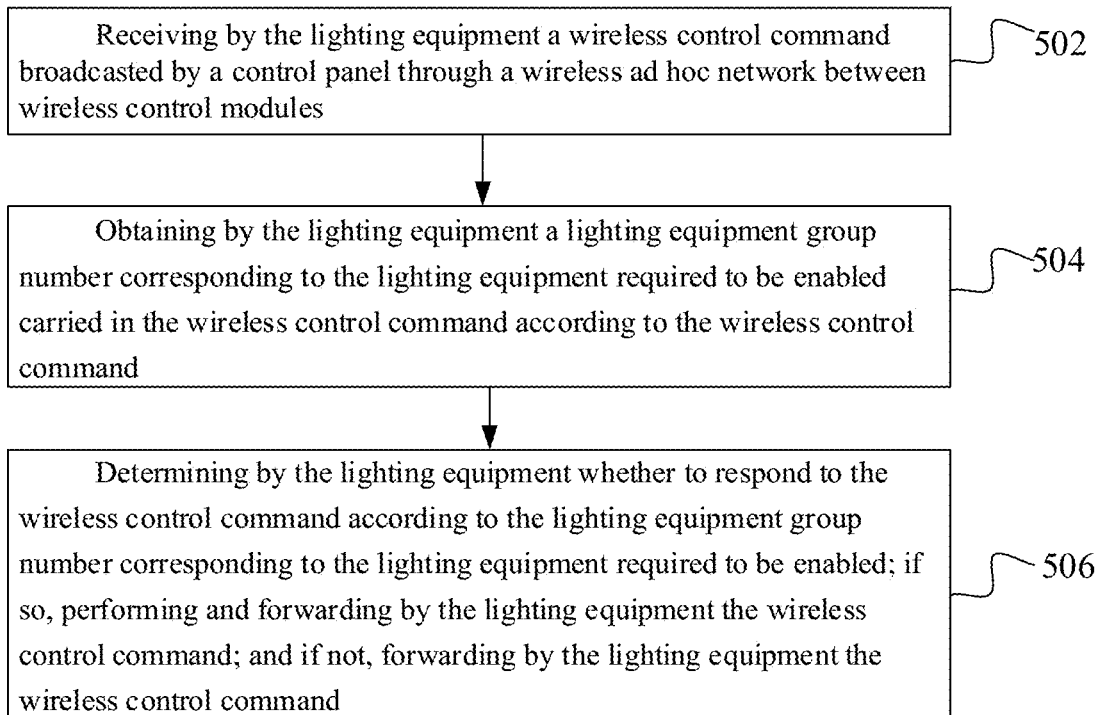 Receiving by the lighting equipment a wireless control command
broadcasted by a control panel through a wireless ad hoc network between
wireless control modules
502
Obtaining by the lighting equipment a lighting equipment group
number corresponding to the lighting equipment required to be enabled
carried in the wireless control command according to the wireless control
command
504
Determining by the lighting equipment whether to respond to the
wireless control command according to the lighting equipment group
number corresponding to the lighting equipment required to be enabled; if
so, performing and forwarding by the lighting equipment the wireless
control command; and if not, forwarding by the lighting equipment the
wireless control command
506